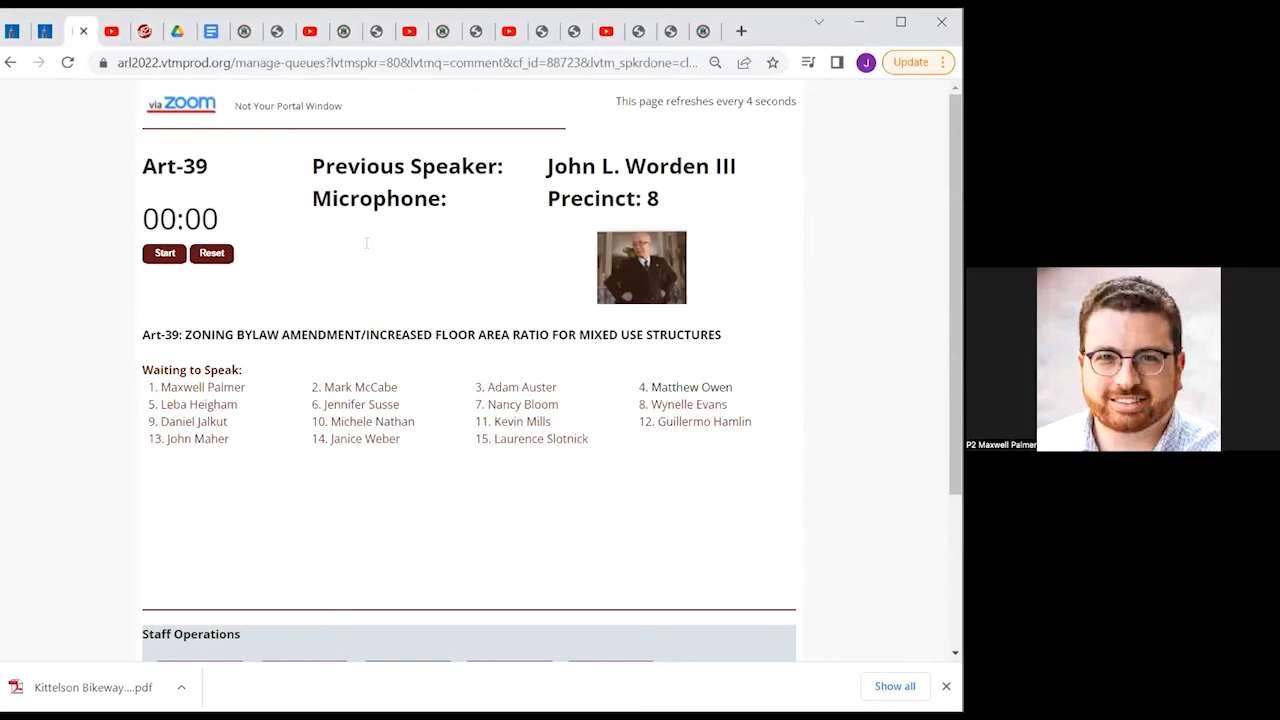 Update
arl2022.vtmprod.org/manage-queues?lvtmspkr=80&lvtmq=comment&cf_id=88723&lvtm_spkrdone=cl...
via zoom
Not Your Portal Window
This page refreshes every 4 seconds
Art-39
Previous Speaker:
John L. Worden III
Microphone:
Precinct: 8
00:00
Start
Reset
Art-39: ZONING BYLAW AMENDMENT/INCREASED FLOOR AREA RATIO FOR MIXED USE STRUCTURES
Waiting to Speak:
1. Maxwell Palmer 2. Mark McCabe 3. Adam Auster 4. Matthew Owen
5. Leba Heigham 6. Jennifer Susse 7. Nancy Bloom 8. Wynelle Evans
9. Daniel Jalkut 10. Michele Nathan 11. Kevin Mills 12. Guillermo Hamlin
13. John Maher 14. Janice Weber 15. Laurence Slotnick
P2 Maxwell Palmer
Staff Operations
Kittelson Bikeway....pdf
Show all